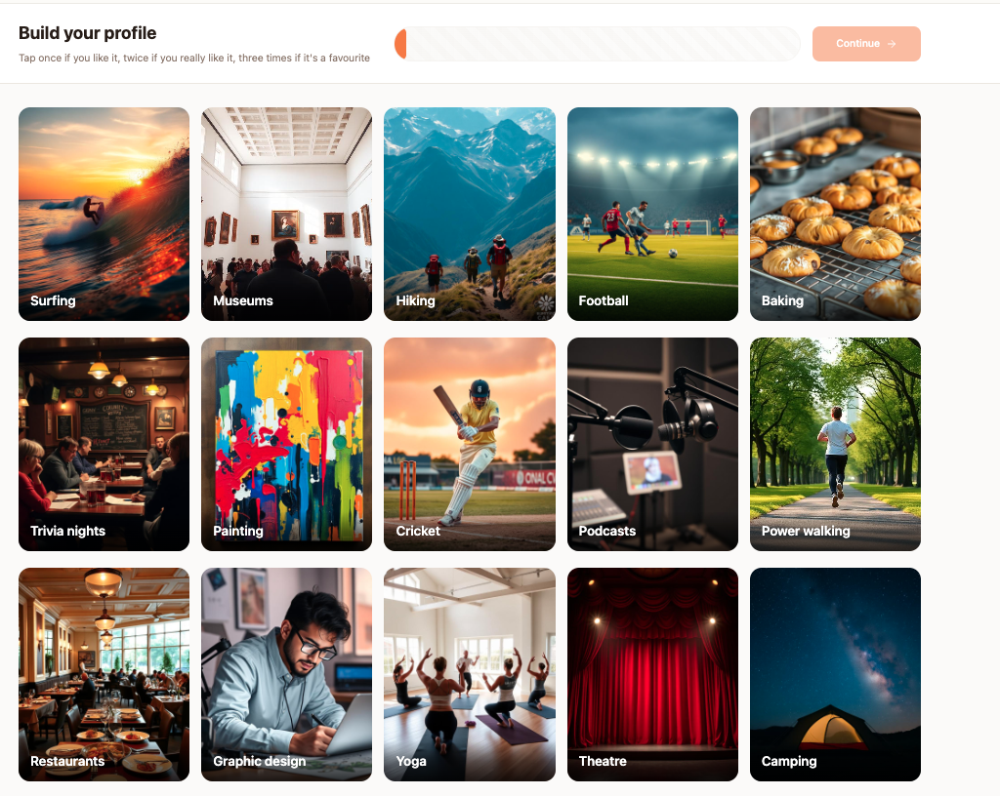 Build your profile
Tap once if you like it, twice if you really like it, three times if it's a favourite
Continue →
Surfing
Museums
Hiking
Football
Baking
23
Trivia nights
Painting
Cricket
Podcasts
Power walking
Restaurants
Graphic design
Yoga
Theatre
Camping